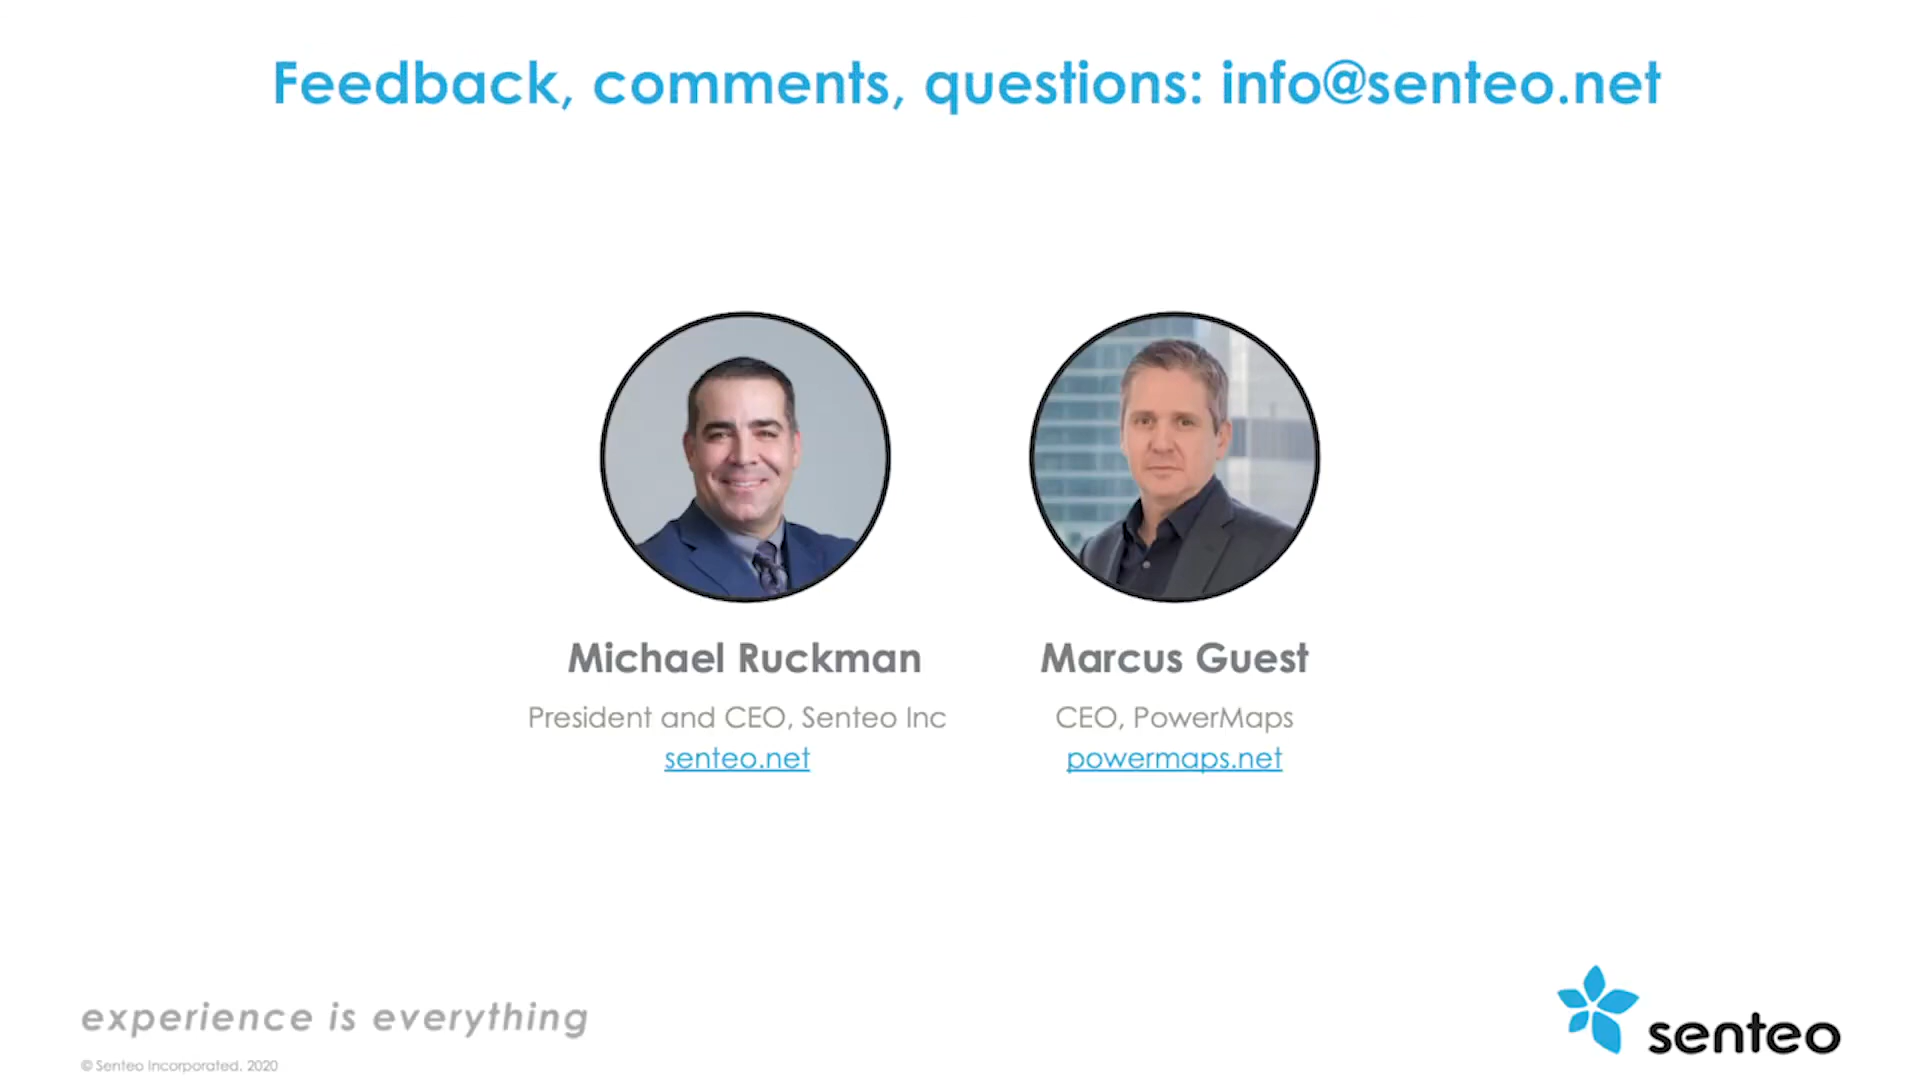 Feedback, comments, questions: info@senteo.net
Michael Ruckman
President and CEO, Senteo Inc
senteo.net
Marcus Guest
CEO, PowerMaps
powermaps.net
experience is everything
© Senteo Incorporated, 2020
senteo